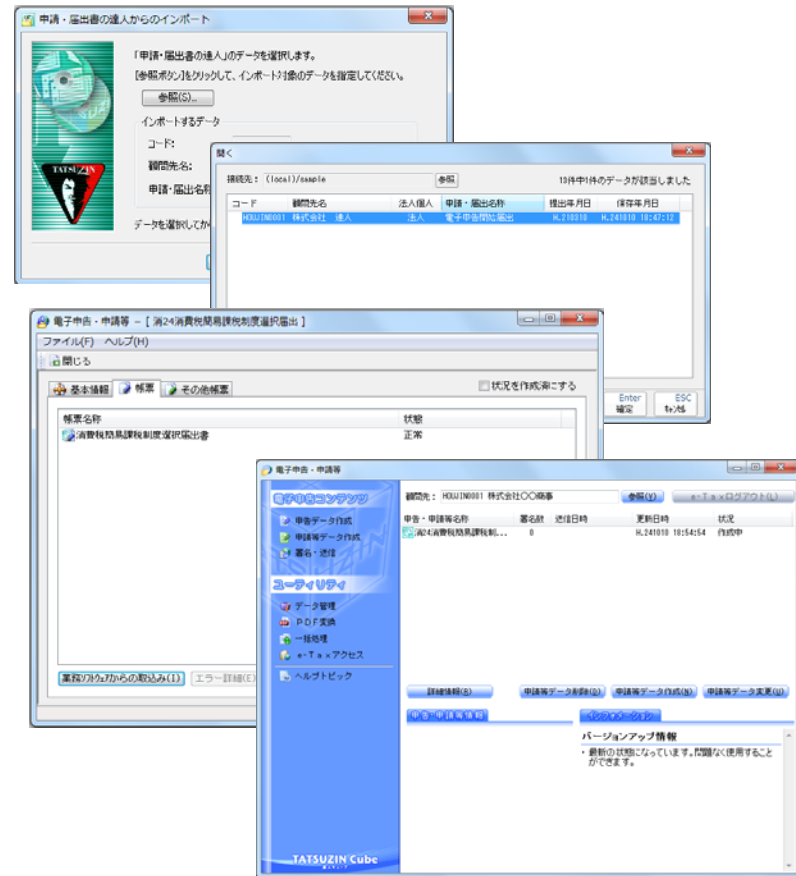 申請・届出書の達人からのインポート
「申請・届出書の達人」のデータを選択します。
[参照ボタン]をクリックして、インポート対象のデータを指定してください。
参照(S)...
インポートするデータ
コード:
顧問先名:
申請・届出名称
データを選択してか
TATSUZIN
開く
接続先: (local)/sample
参照
19件中1件のデータが該当しました
コード 顧問先名 法人個人 申請・届出名称 提出年月日 保存年月日
HOUJIN0001 株式会社 達人 法人 電子申告開始届出 H.210310 H.241010 18:47:12
Enter ESC
確定 キャンセル
電子申告・申請等 - [ 消24消費税簡易課税制度選択届出 ]
ファイル(F) ヘルプ(H)
閉じる
基本情報 帳票 その他帳票
状況を作成済にする
帳票名称 状態
消費税簡易課税制度選択届出書 正常
業務ソフトウェアからの取込み(I) エラー詳細(E)
電子申告・申請等
電子申告コンテンツ
申告データ作成
申請等データ作成
署名・送信
ユーティリティ
データ管理
PDF変換
一括処理
e-Taxアクセス
ヘルプトピック
TATSUZIN Cube
顧問先: HOUJIN0001 株式会社〇〇商事
参照(Y) e-Taxログアウト(L)
申告・申請等名称 署名数 送信日時 更新日時 状況
消24消費税簡易課税制... 0 H.241010 18:54:54 作成中
詳細情報(R) 申請等データ削除(D) 申請等データ作成(N) 申請等データ変更(U)
申告・申請等情報 インフォメーション
バージョンアップ情報
・最新の状態になっています。問題なく使用すること
ができます。